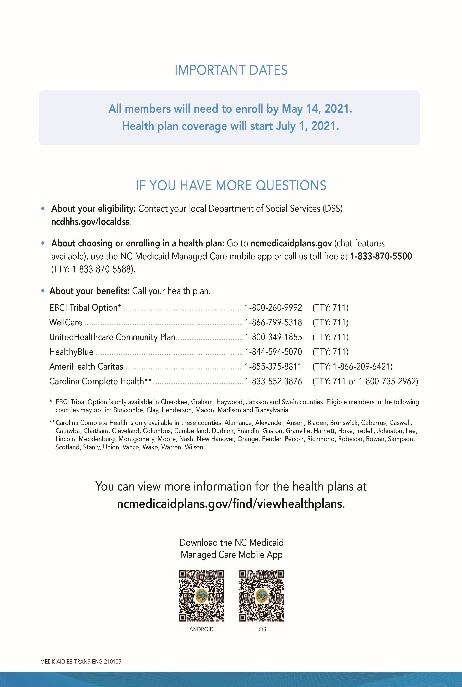 IMPORTANT DATES
All members will need to enroll by May 14, 2021.
Health plan coverage will start July 1, 2021.
IF YOU HAVE MORE QUESTIONS
• About your eligibility: Contact your local Department of Social Services (DSS)
ncdhhs.gov/localdss.
• About choosing or enrolling in a health plan: Go to ncmedicaidplans.gov (chat features
available), use the NC Medicaid Managed Care mobile app or call us toll free at 1-833-870-5500
(TTY: 1-833-870-5588).
• About your benefits: Call your health plan.
EBCI Tribal Option* 1-800-260-9992 (TTY: 711)
WellCare 1-866-799-5318 (TTY: 711)
UnitedHealthcare Community Plan 1-800-349-1855 (TTY: 711)
HealthyBlue 1-844-594-5070 (TTY: 711)
AmeriHealth Caritas 1-855-375-8811 (TTY: 1-866-209-6421)
Carolina Complete Health** 1-833-552-3876 (TTY: 711 or 1-800-735-2962)
* EBCI Tribal Option is only available in Cherokee, Graham, Haywood, Jackson and Swain counties. Eligible members in the following
counties may opt in: Buncombe, Clay, Henderson, Macon, Madison and Transylvania.
** Carolina Complete Health is only available in these counties: Alamance, Alexander, Anson, Bladen, Brunswick, Cabarrus, Caswell,
Catawba, Chatham, Cleveland, Columbus, Cumberland, Durham, Franklin, Gaston, Granville, Harnett, Hoke, Iredell, Johnston, Lee,
Lincoln, Mecklenburg, Montgomery, Moore, Nash, New Hanover, Orange, Pender, Person, Richmond, Robeson, Rowan, Sampson,
Scotland, Stanly, Union, Vance, Wake, Warren, Wilson.
You can view more information for the health plans at
ncmedicaidplans.gov/find/viewhealthplans.
Download the NC Medicaid
Managed Care Mobile App
ANDROID iOS